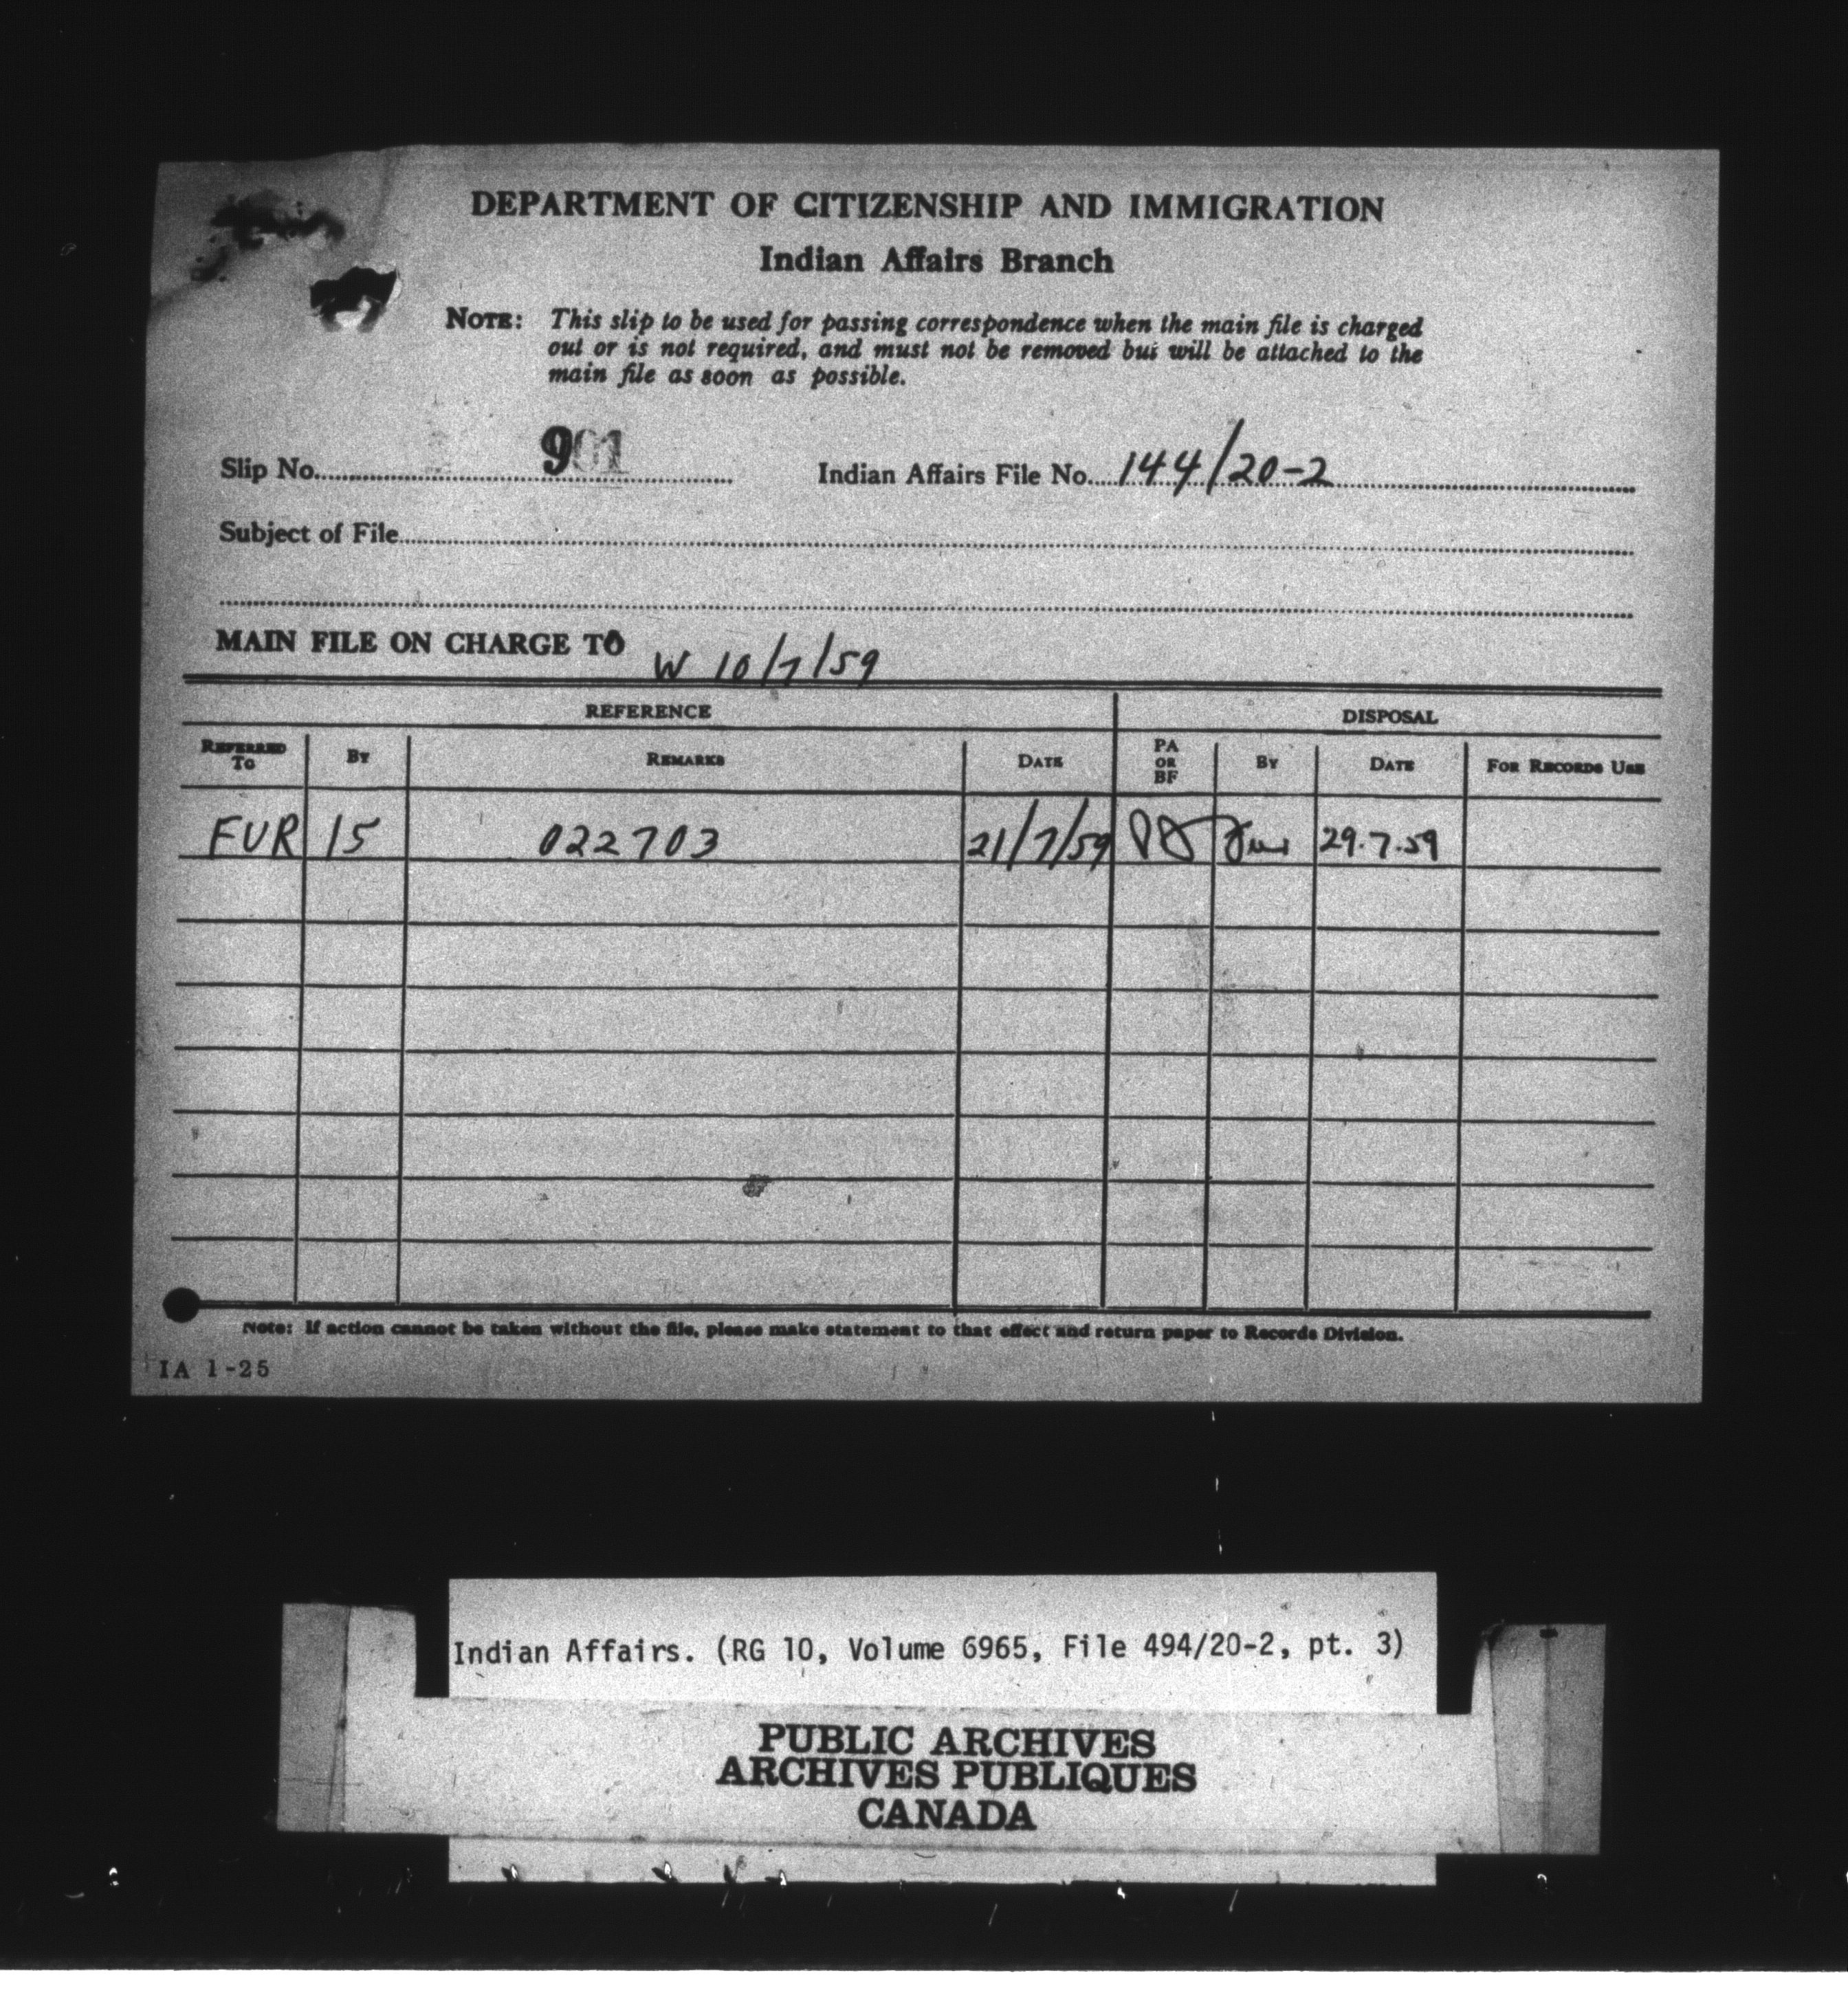 DEPARTMENT OF CITIZENSHIP AND IMMIGRATION
Indian Affairs Branch
NOTE: This slip to be used for passing correspondence when the main file is charged
out or is not required, and must not be removed but will be attached to the
main file as soon as possible.
Slip No. 901 Indian Affairs File No. 144/20-2
Subject of File
MAIN FILE ON CHARGE TO W 10/7/59
REFERENCE DISPOSAL
REFERRED TO BY REMARKS DATE PA OR BF BY DATE FOR RECORDS USE
FUR 15 022703 21/7/59 29.7.59
Note: If action cannot be taken without the file, please make statement to that effect and return paper to Records Division.
IA 1-25
Indian Affairs. (RG 10, Volume 6965, File 494/20-2, pt. 3)
PUBLIC ARCHIVES
ARCHIVES PUBLIQUES
CANADA